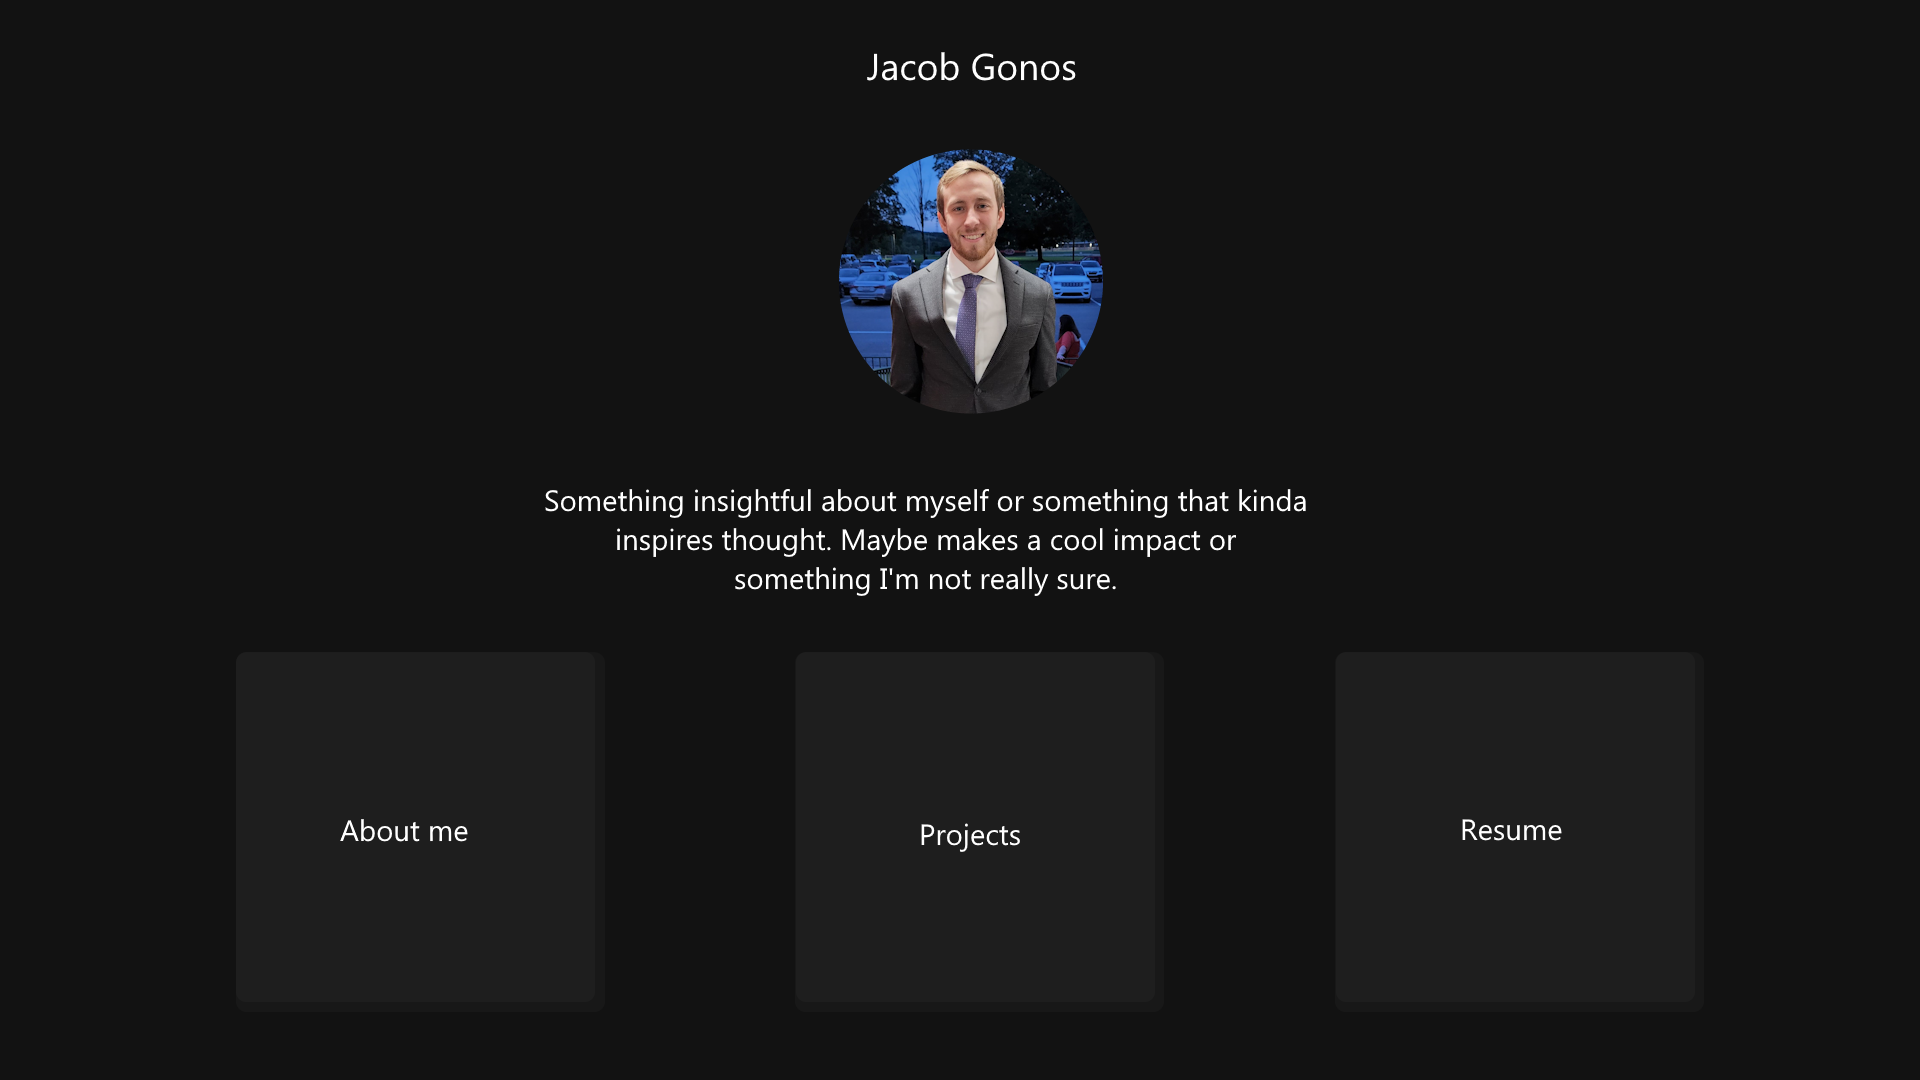 Jacob Gonos
Something insightful about myself or something that kinda
inspires thought. Maybe makes a cool impact or
something I'm not really sure.
About me
Projects
Resume